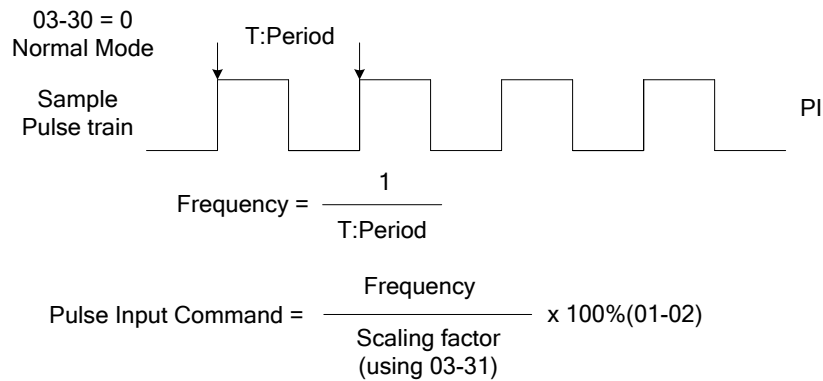 03-30 = 0
Normal Mode
T:Period
Sample
Pulse train
PI
Frequency =
1
T:Period
Pulse Input Command =
Frequency
Scaling factor
(using 03-31)
x 100%(01-02)